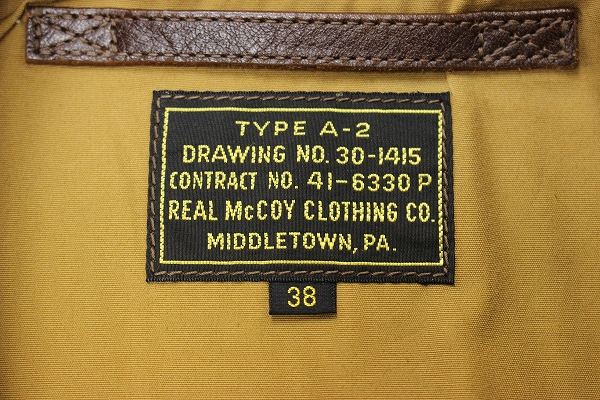 TYPE A-2
DRAWING NO. 30-1415
CONTRACT NO. 41-6330 P
REAL McCOY CLOTHING CO.
MIDDLETOWN, PA.
38